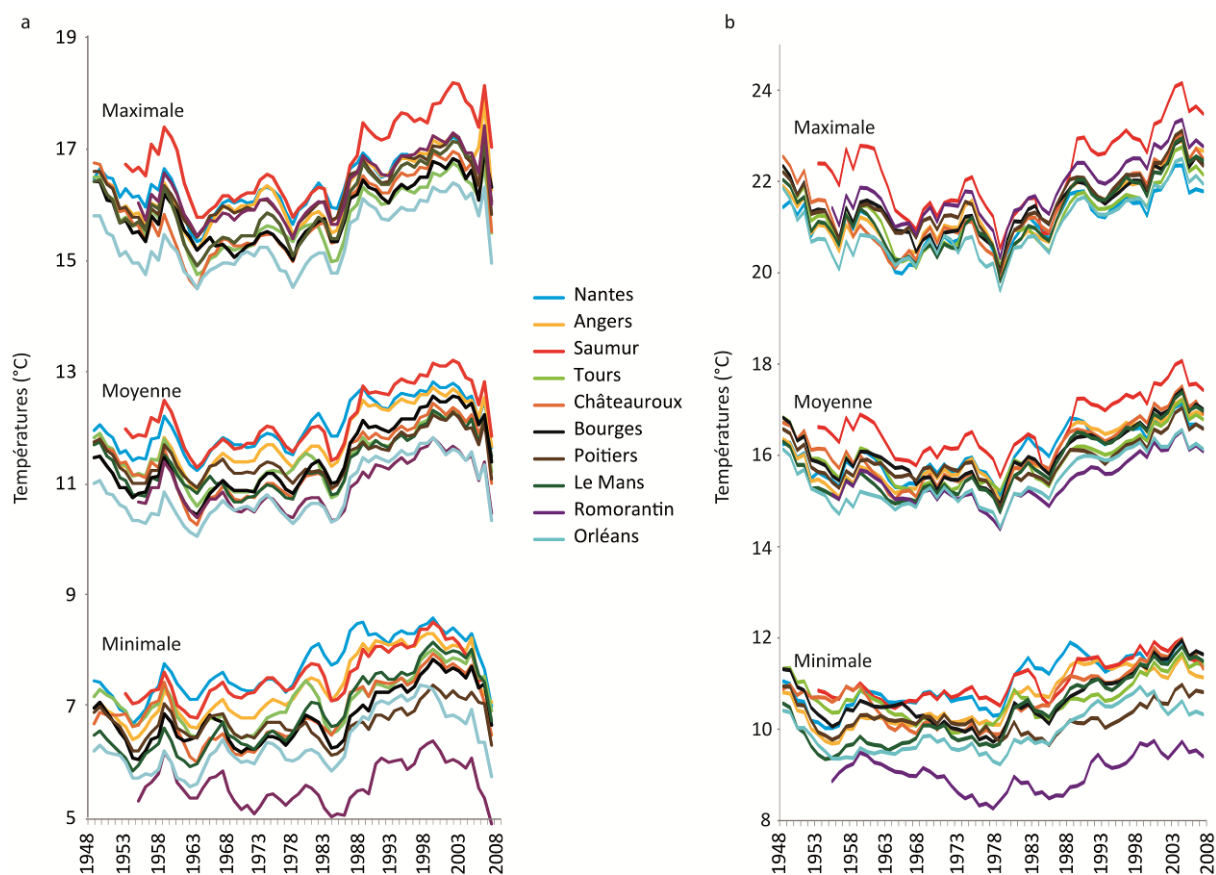 a
Températures (°C)
19
17
15
13
11
9
7
5
Maximale
Moyenne
Minimale
1948
1953
1958
1963
1968
1973
1978
1983
1988
1993
1998
2003
2008
Nantes
Angers
Saumur
Tours
Châteauroux
Bourges
Poitiers
Le Mans
Romorantin
Orléans
b
Températures (°C)
24
22
20
18
16
14
12
10
8
Maximale
Moyenne
Minimale
1948
1953
1958
1963
1968
1973
1978
1983
1988
1993
1998
2003
2008